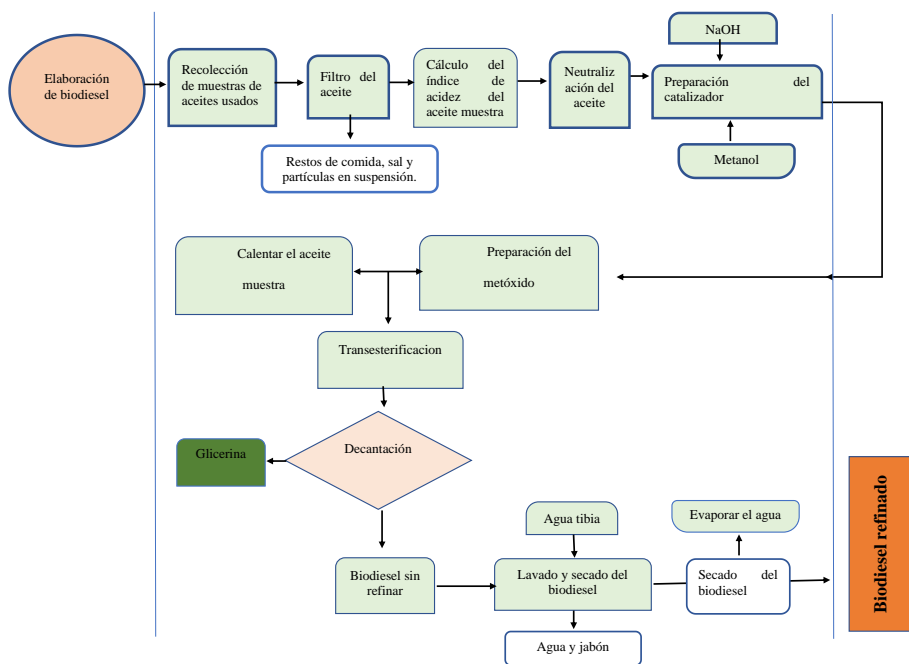 Elaboración
de biodiesel
Recolección
de muestras de
aceites usados
Filtro del
aceite
Restos de comida, sal y
partículas en suspensión.
Cálculo del
índice de
acidez del
aceite muestra
Neutraliz
ación del
aceite
NaOH
Preparación del
catalizador
Metanol
Calentar el aceite
muestra
Preparación del
metóxido
Transesterificacion
Decantación
Glicerina
Biodiesel sin
refinar
Agua tibia
Lavado y secado del
biodiesel
Agua y jabón
Evaporar el agua
Secado del
biodiesel
Biodiesel refinado